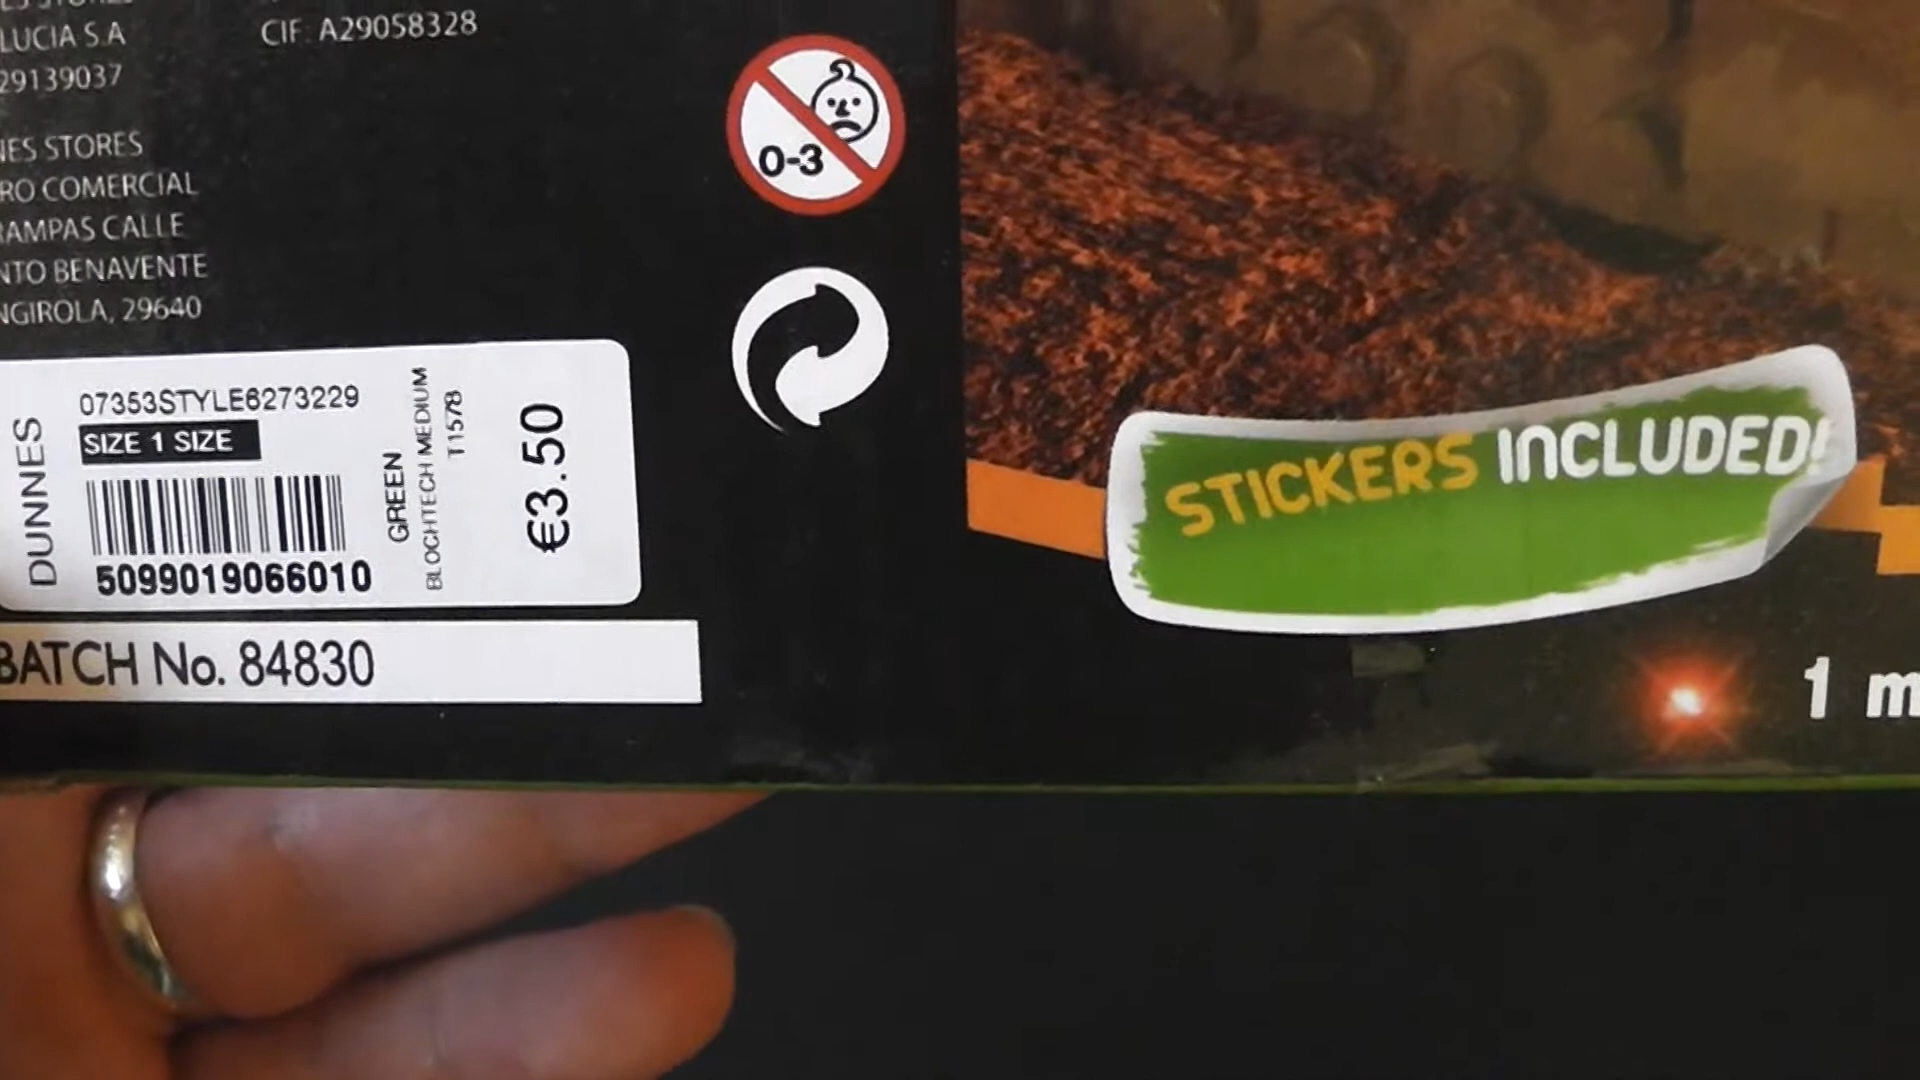 LUCIA S.A
CIF: A29058328
29139037
NES STORES
RO COMERCIAL
RAMPAS CALLE
NTO BENAVENTE
NGIROLA, 29640
0-3
DUNNES
07353STYLE6273229
SIZE 1 SIZE
5099019066010
GREEN
BLOCHTECH MEDIUM
T1578
€3.50
BATCH No. 84830
STICKERS INCLUDED!
1 m